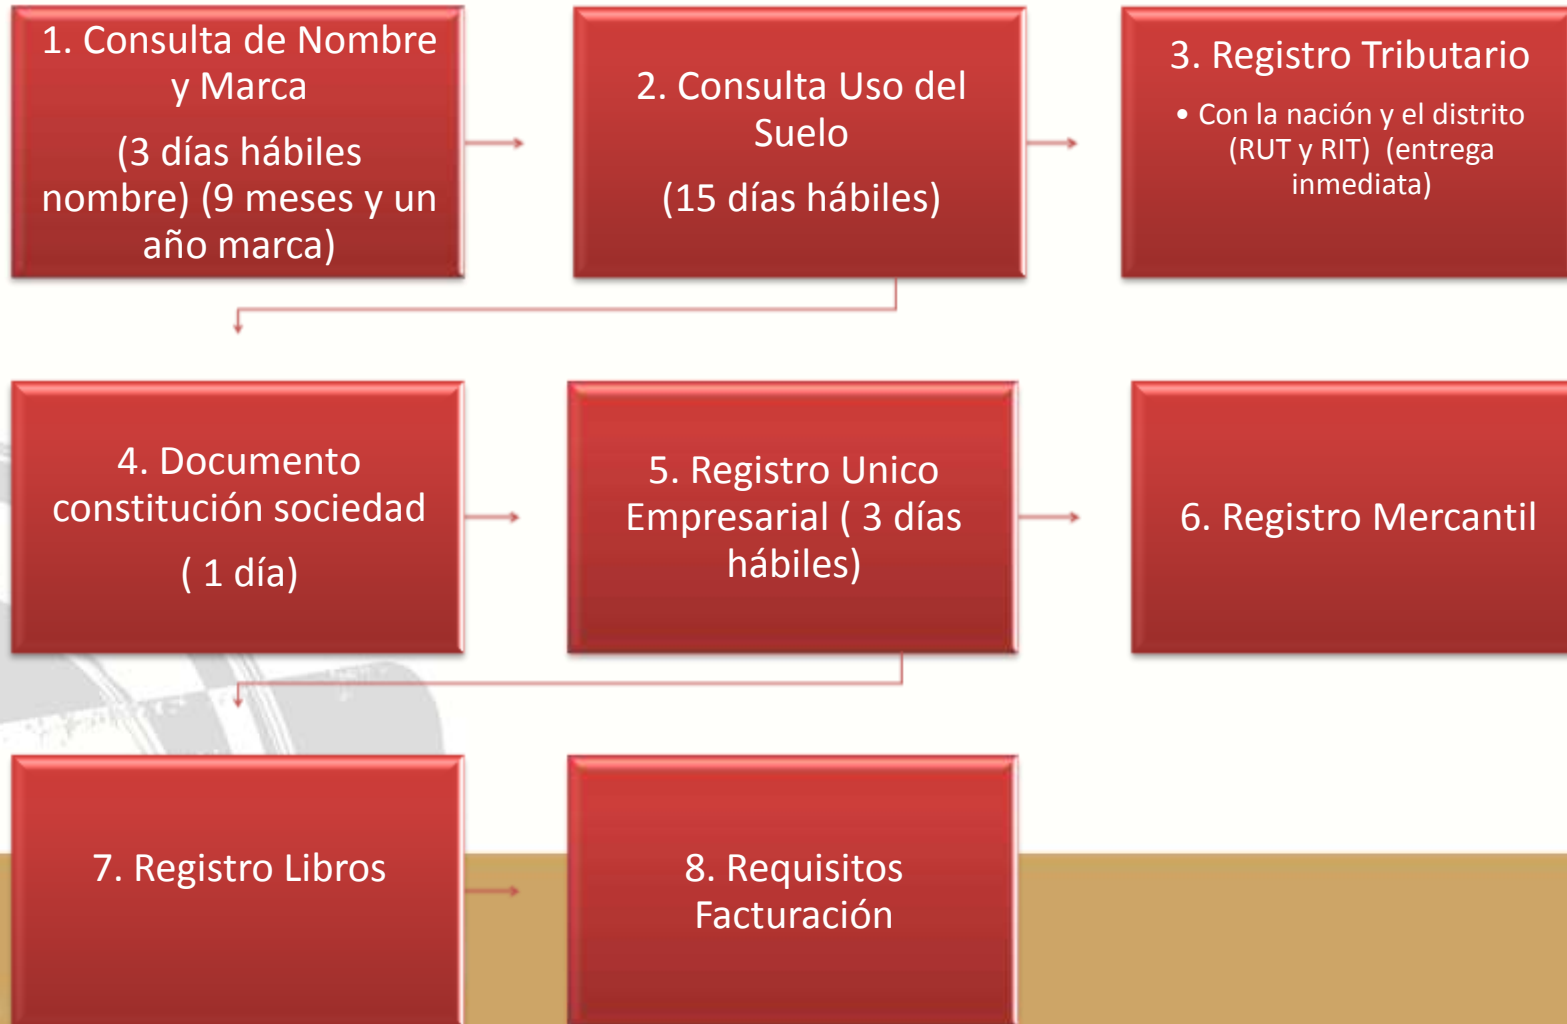 1. Consulta de Nombre
y Marca
(3 días hábiles
nombre) (9 meses y un
año marca)
2. Consulta Uso del
Suelo
(15 días hábiles)
3. Registro Tributario
• Con la nación y el distrito
(RUT y RIT)  (entrega
inmediata)
4. Documento
constitución sociedad
( 1 día)
5. Registro Unico
Empresarial ( 3 días
hábiles)
6. Registro Mercantil
7. Registro Libros
8. Requisitos
Facturación